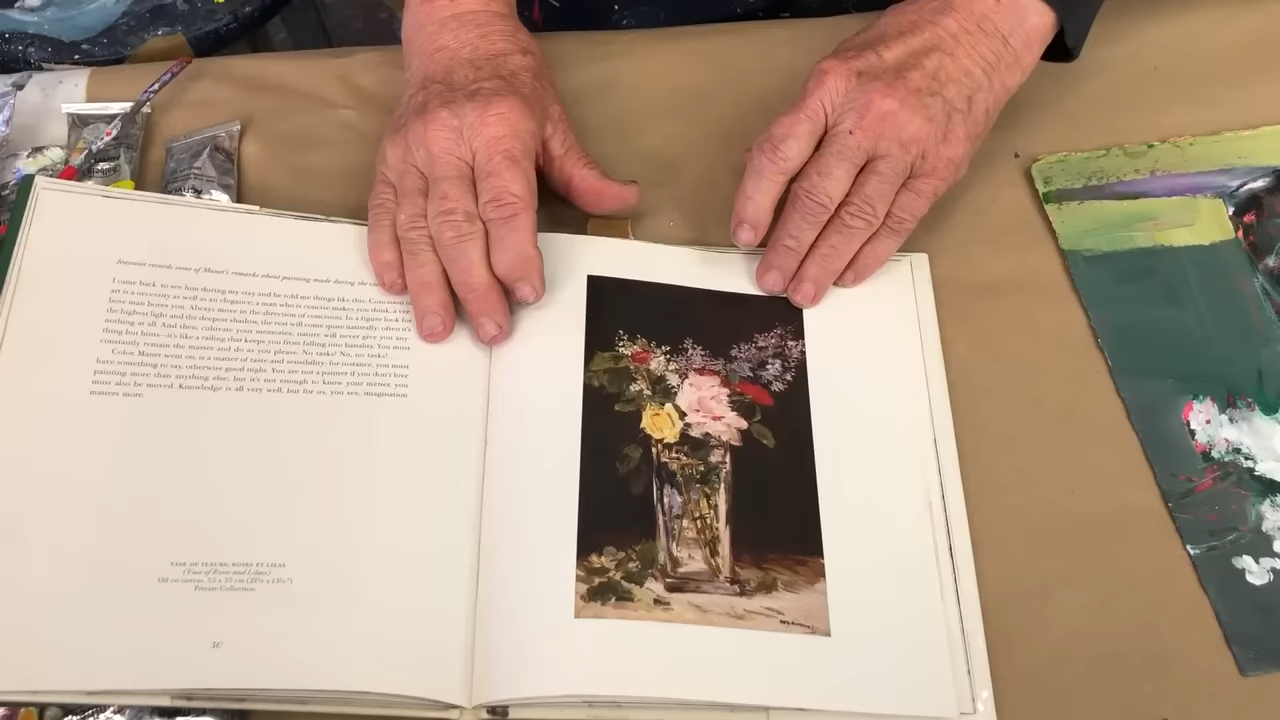 Jeanniot records some of Manet's remarks about painting made during the
I came back to see him during my stay and he told me things like this: Concision in
art is a necessity as well as an elegance; a man who is concise makes you think, a ver-
bose man bores you. Always move in the direction of concision. In a figure look for
the highest light and the deepest shadow, the rest will come quite naturally: often it's
nothing at all. And then, cultivate your memories; nature will never give you any-
thing but hints—it's like a railing that keeps you from falling into banality. You must
constantly remain the master and do as you please. No tasks! No, no tasks!..
Color, Manet went on, is a matter of taste and sensibility; for instance, you must
have something to say, otherwise good night. You are not a painter if you don't love
painting more than anything else; but it's not enough to know your métier, you
must also be moved. Knowledge is all very well, but for us, you see, imagination
matters more.
VASE DE FLEURS, ROSES ET LILAS
(Vase of Roses and Lilacs)
Oil on canvas, 55 x 35 cm
Private Collection
50